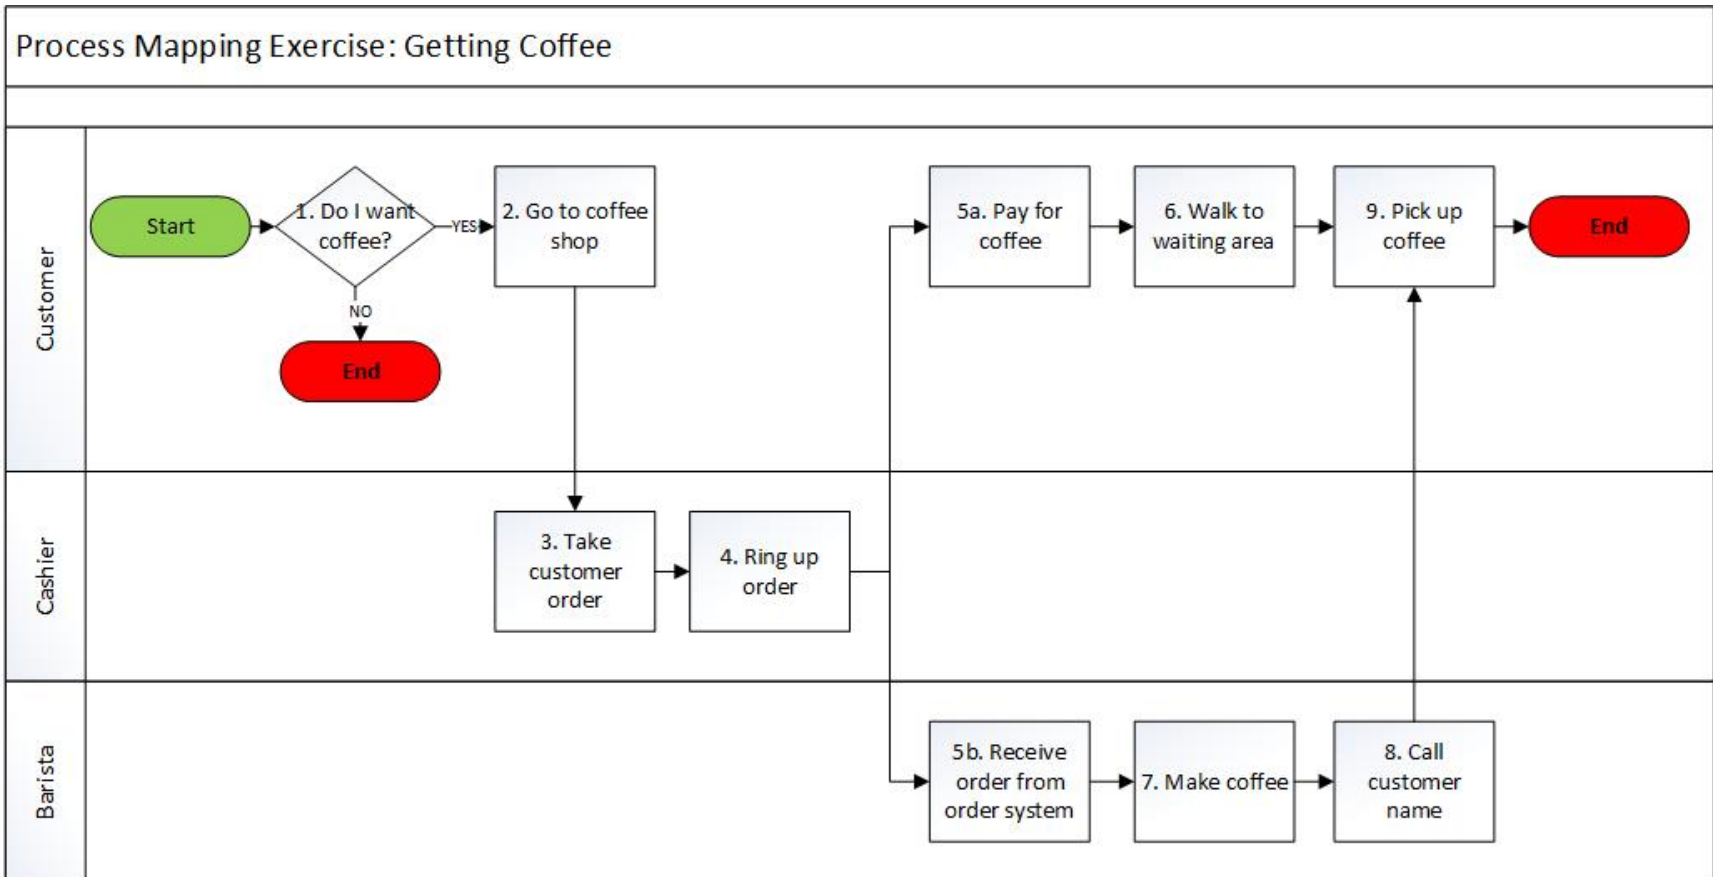 Process Mapping Exercise: Getting Coffee
Customer
Start
1. Do I want
coffee?
YES
NO
End
2. Go to coffee
shop
5a. Pay for
coffee
6. Walk to
waiting area
9. Pick up
coffee
End
Cashier
3. Take
customer
order
4. Ring up
order
Barista
5b. Receive
order from
order system
7. Make coffee
8. Call
customer
name